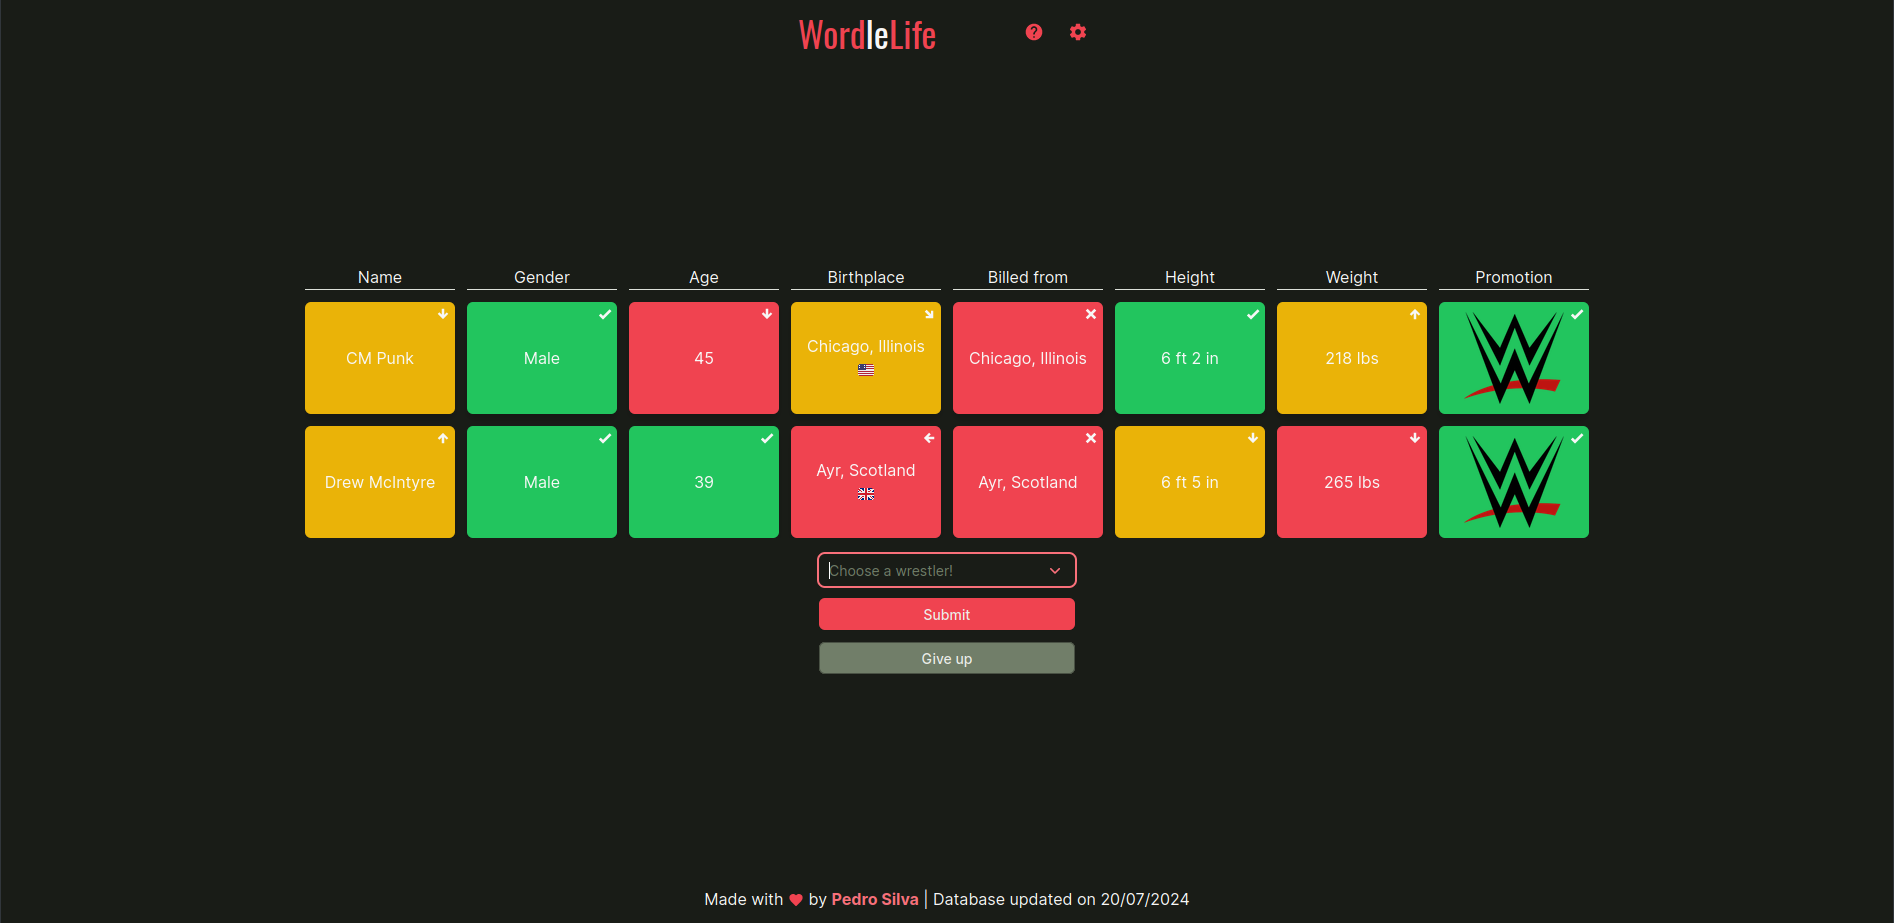 WordleLife
Name Gender Age Birthplace Billed from Height Weight Promotion
CM Punk Male 45 Chicago, Illinois Chicago, Illinois 6 ft 2 in 218 lbs W
Drew McIntyre Male 39 Ayr, Scotland Ayr, Scotland 6 ft 5 in 265 lbs W
Choose a wrestler!
Submit
Give up
Made with ❤ by Pedro Silva | Database updated on 20/07/2024